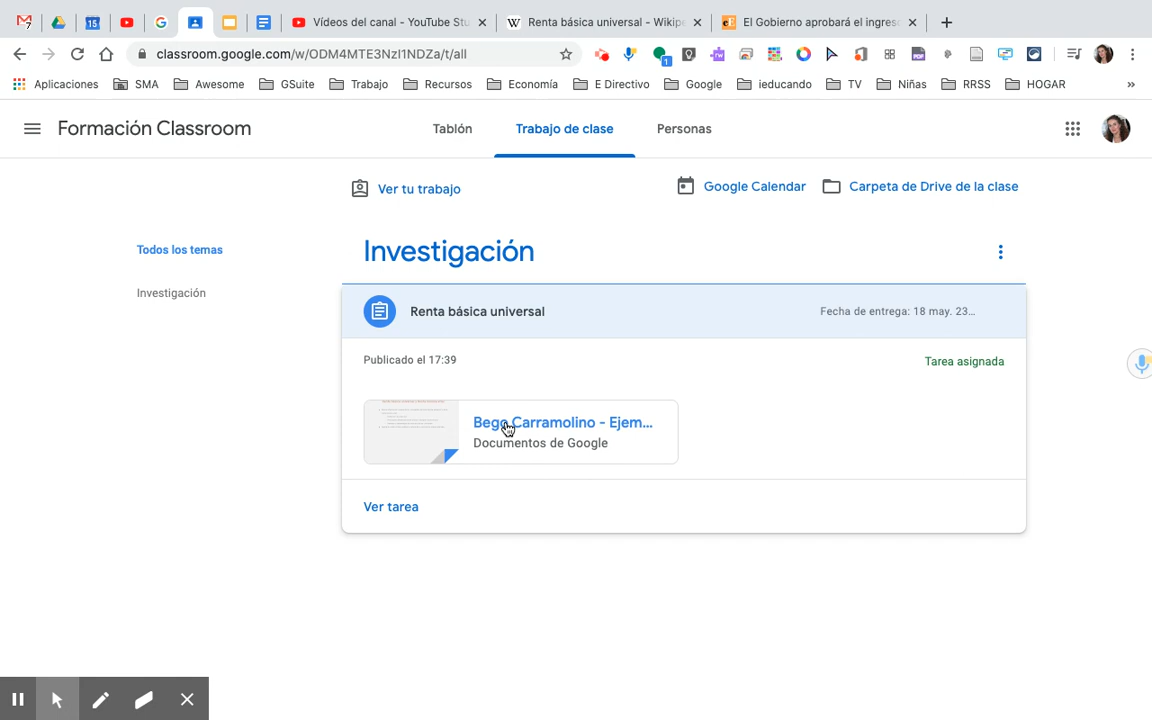 Vídeos del canal - YouTube Stu
Renta básica universal - Wikipe
El Gobierno aprobará el ingres
classroom.google.com/w/ODM4MTE3NzI1NDZa/t/all
Aplicaciones
SMA
Awesome
GSuite
Trabajo
Recursos
Economía
E Directivo
Google
ieducando
TV
Niñas
RRSS
HOGAR
»
Formación Classroom
Tablón
Trabajo de clase
Personas
Ver tu trabajo
Google Calendar
Carpeta de Drive de la clase
Todos los temas
Investigación
Investigación
Renta básica universal
Fecha de entrega: 18 may. 23...
Publicado el 17:39
Tarea asignada
Bego Carramolino - Ejem...
Documentos de Google
Ver tarea